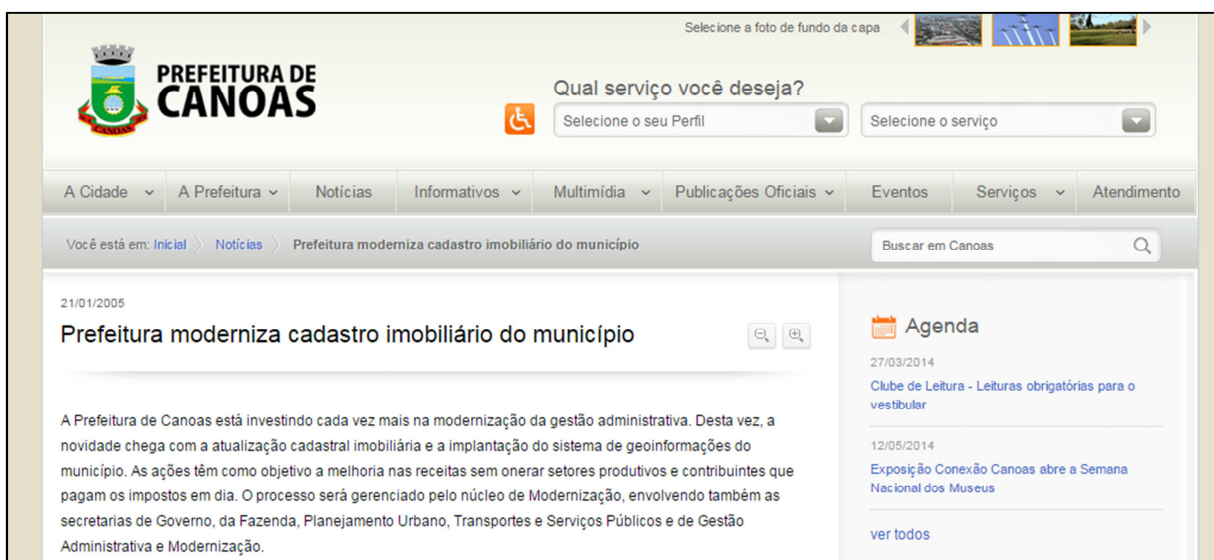 Selecione a foto de fundo da capa
PREFEITURA DE
CANOAS
CANOAS
Qual serviço você deseja?
Selecione o seu Perfil
Selecione o serviço
A Cidade
A Prefeitura
Notícias
Informativos
Multimídia
Publicações Oficiais
Eventos
Serviços
Atendimento
Você está em: Inicial Notícias Prefeitura moderniza cadastro imobiliário do município
Buscar em Canoas
21/01/2005
Prefeitura moderniza cadastro imobiliário do município
A Prefeitura de Canoas está investindo cada vez mais na modernização da gestão administrativa. Desta vez, a
novidade chega com a atualização cadastral imobiliária e a implantação do sistema de geoinformações do
município. As ações têm como objetivo a melhoria nas receitas sem onerar setores produtivos e contribuintes que
pagam os impostos em dia. O processo será gerenciado pelo núcleo de Modernização, envolvendo também as
secretarias de Governo, da Fazenda, Planejamento Urbano, Transportes e Serviços Públicos e de Gestão
Administrativa e Modernização.
Agenda
27/03/2014
Clube de Leitura - Leituras obrigatórias para o
vestibular
12/05/2014
Exposição Conexão Canoas abre a Semana
Nacional dos Museus
ver todos